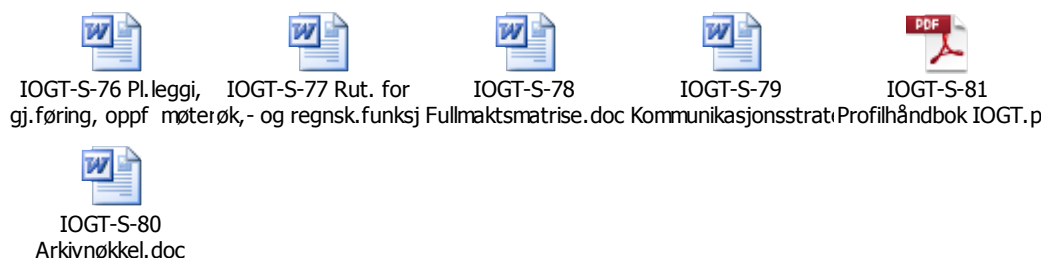 IOGT-S-76 Pl.leggi,
gj.føring, oppf møter
IOGT-S-77 Rut. for
øk,- og regnsk.funksj
IOGT-S-78
Fullmaktsmatrise.doc
IOGT-S-79
Kommunikasjonsstrat
IOGT-S-81
Profilhåndbok IOGT.p
IOGT-S-80
Arkivnøkkel.doc
PDF